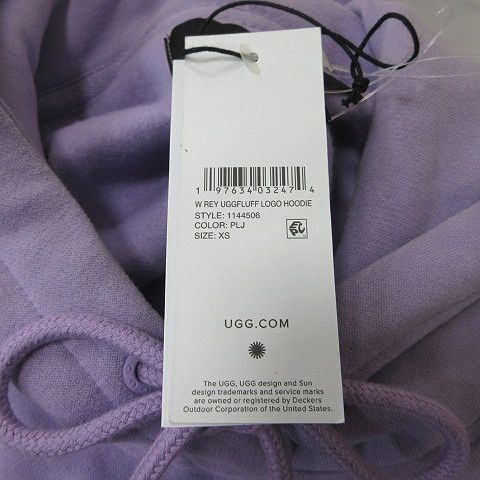 1 97634 03247 4
W REY UGGFLUFF LOGO HOODIE
STYLE: 1144506
COLOR: PLJ
SIZE: XS
UGG.COM
The UGG, UGG design and Sun
design trademarks and service marks
are owned or registered by Deckers
Outdoor Corporation of the United States.